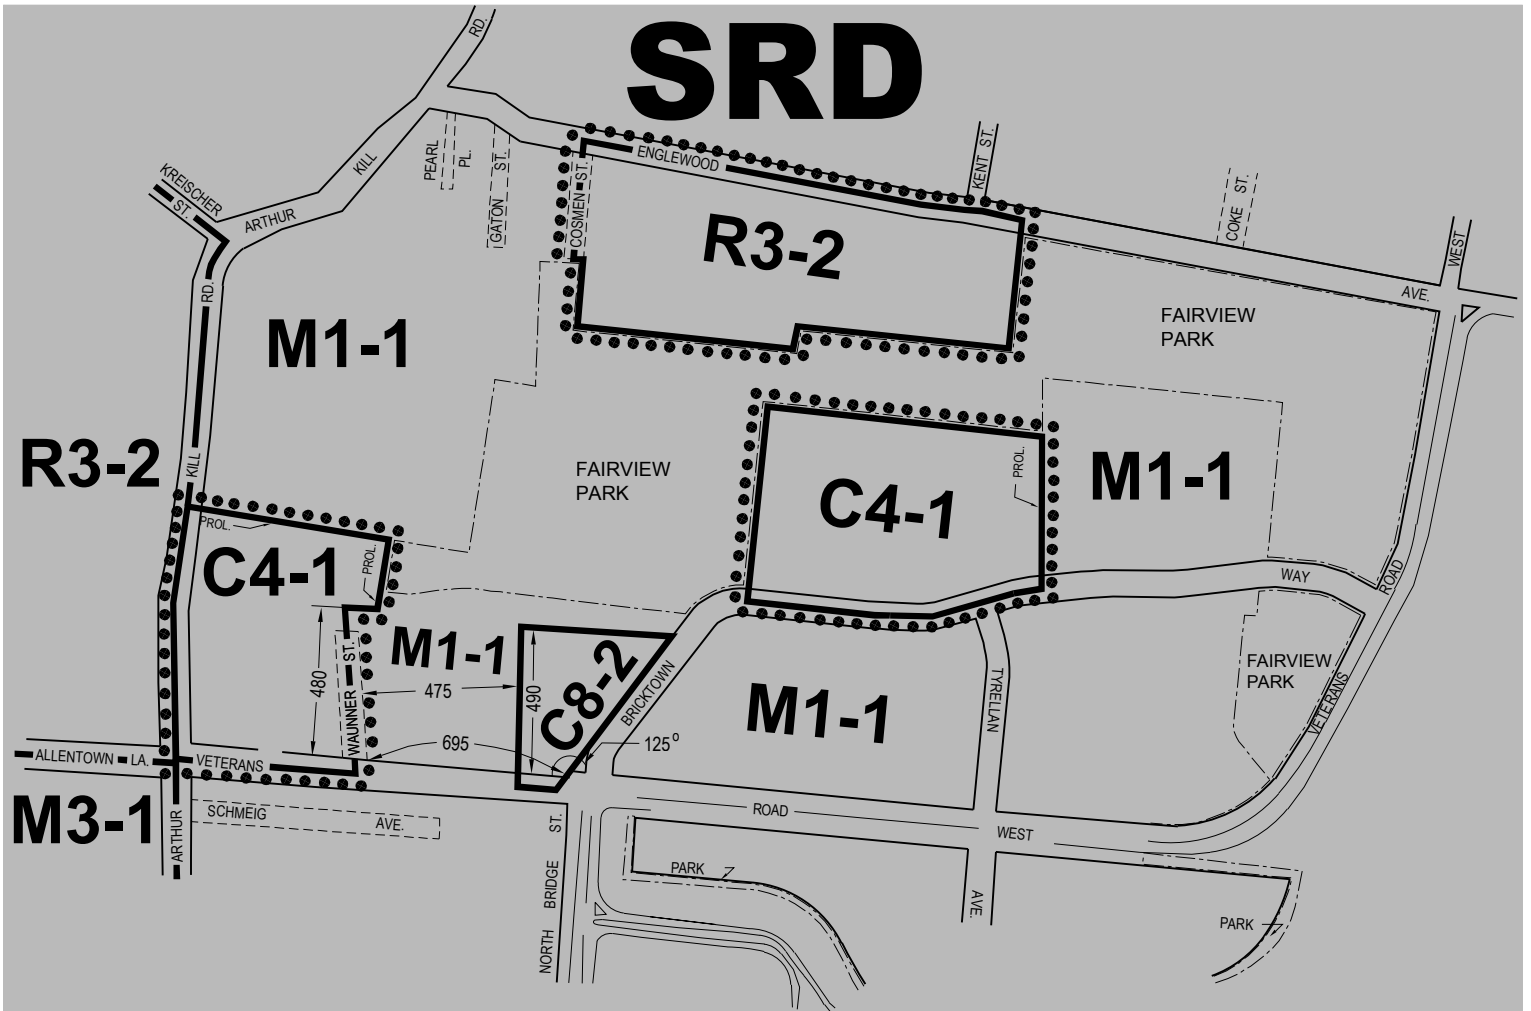 SRD
RD.
KENT ST.
PEARL
PL.
GATON ST.
COSMEN ST.
ENGLEWOOD
KILL
KREISCHER
ST.
ARTHUR
COKE ST.
WEST
R3-2
AVE.
RD.
FAIRVIEW
PARK
M1-1
R3-2
KILL
FAIRVIEW
PARK
PROL.
M1-1
C4-1
PROL.
C4-1
PROL.
WAY
ROAD
M1-1
480
WAUNNER ST.
475
490
C8-2
BRICKTOWN
M1-1
TYRELLAN
FAIRVIEW
PARK
VETERANS
695
125°
ALLENTOWN LA.
VETERANS
M3-1
ARTHUR
SCHMEIG AVE.
ROAD
WEST
NORTH BRIDGE ST.
PARK
AVE.
PARK